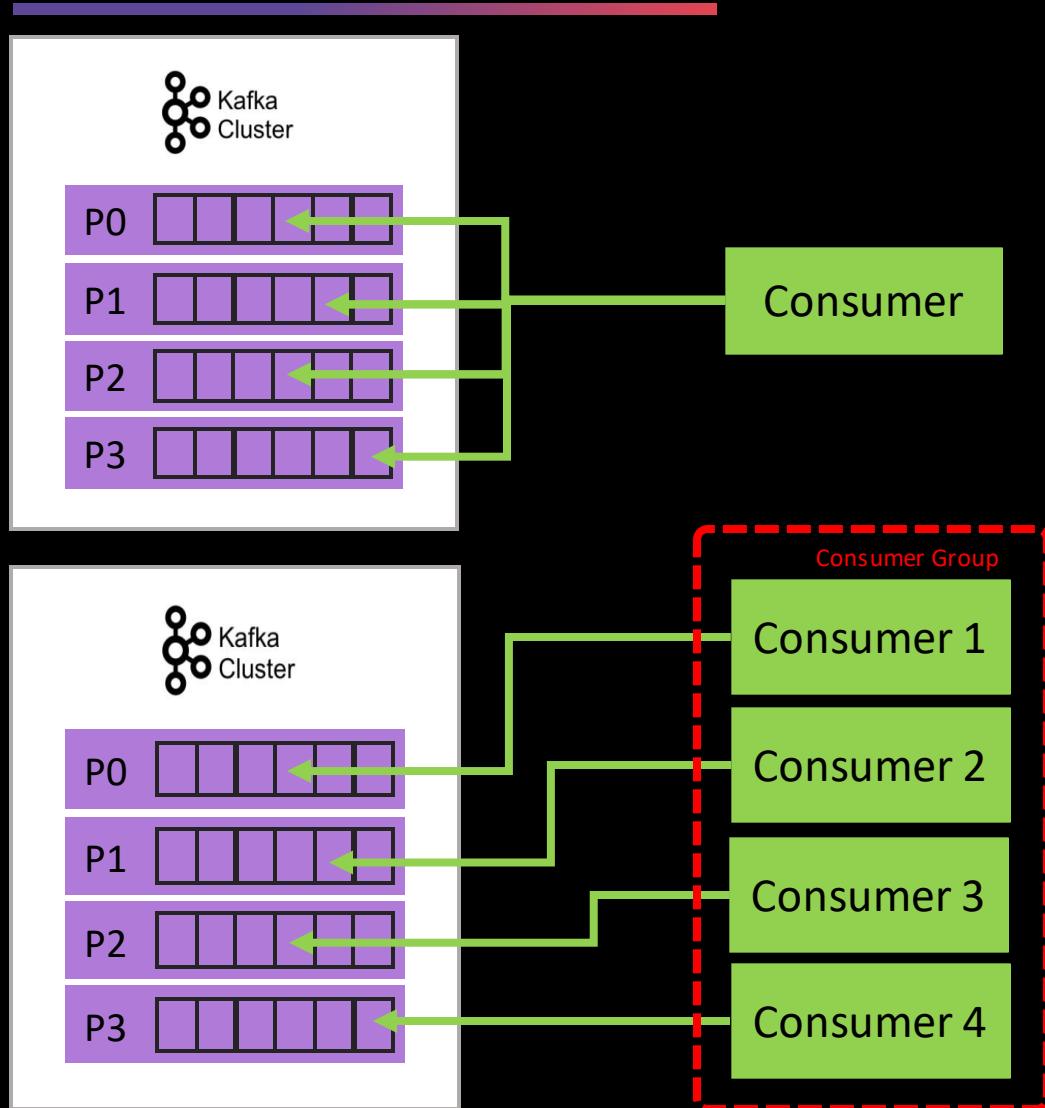 Kafka
Cluster
P0
P1
P2
P3
Consumer
Consumer Group
Kafka
Cluster
P0
P1
P2
P3
Consumer 1
Consumer 2
Consumer 3
Consumer 4